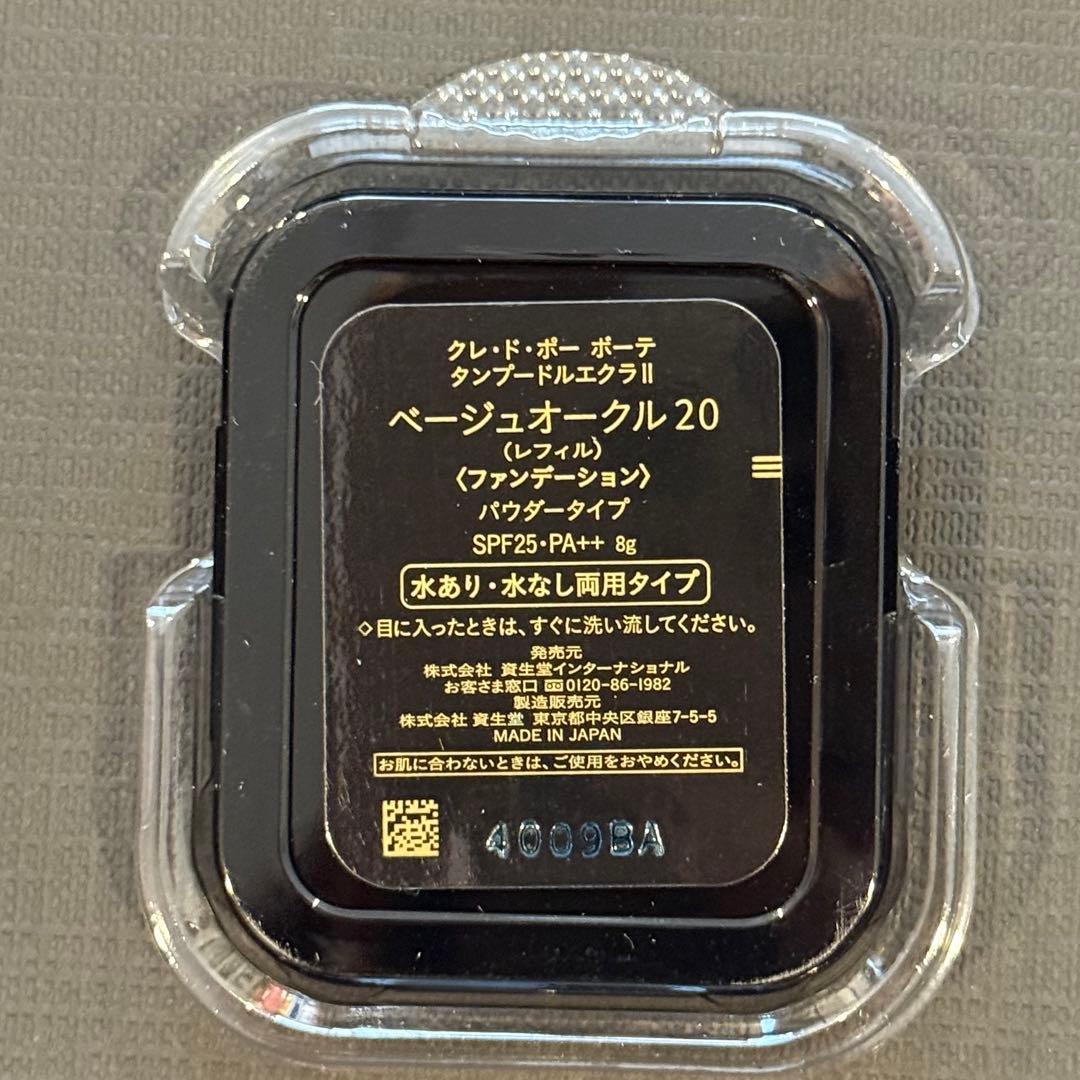 クレ・ド・ポー ボーテ
タンプードルエクラⅡ
ベージュオークル20
(レフィル)
〈ファンデーション〉
パウダータイプ
SPF25・PA++ 8g
水あり・水なし両用タイプ
◇目に入ったときは、すぐに洗い流してください。
発売元
株式会社 資生堂インターナショナル
お客さま窓口 0120-86-1982
製造販売元
株式会社 資生堂 東京都中央区銀座7-5-5
MADE IN JAPAN
お肌に合わないときは、ご使用をおやめください。
4009BA